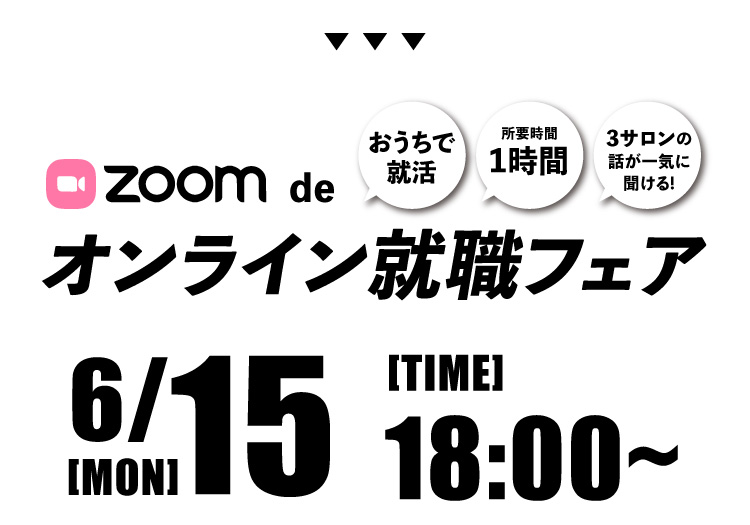 ▼▼▼
おうちで
就活
所要時間
1時間
3サロンの
話が一気に
聞ける!
zoom de
オンライン就職フェア
6/15
[MON]
[TIME]
18:00~